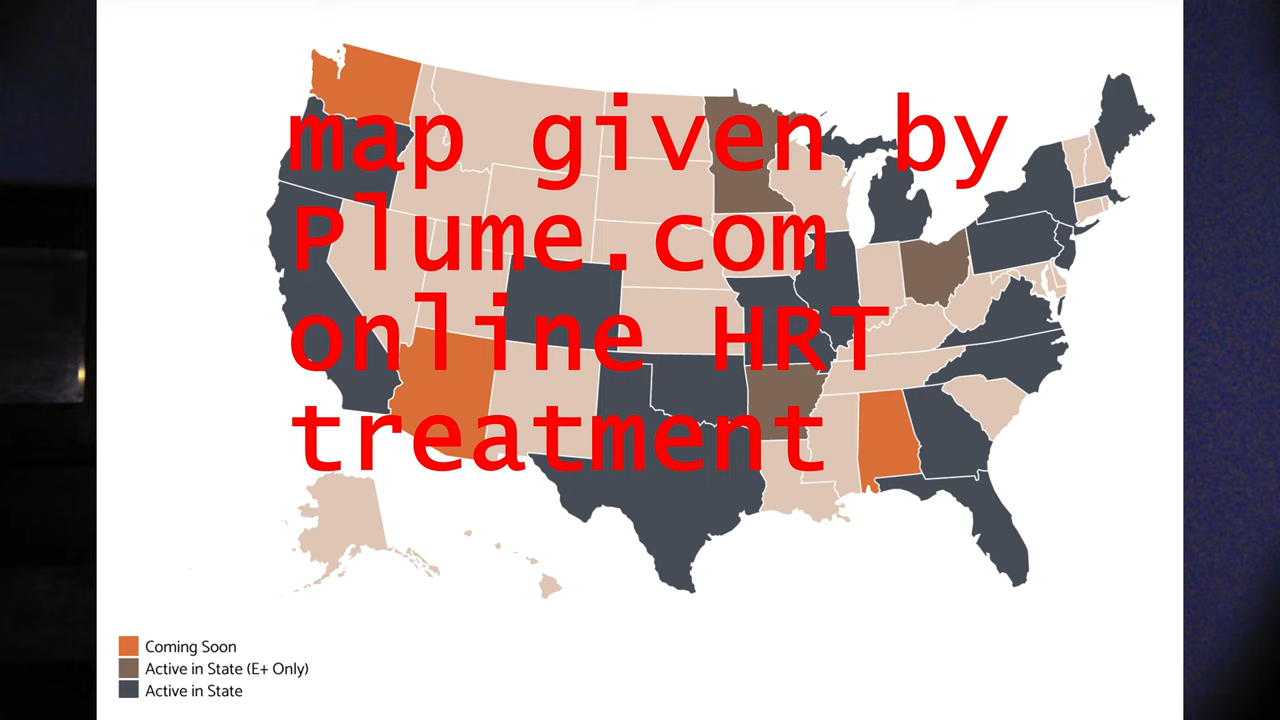 map given by
Plume.com
online HRT
treatment
Coming Soon
Active in State (E+ Only)
Active in State